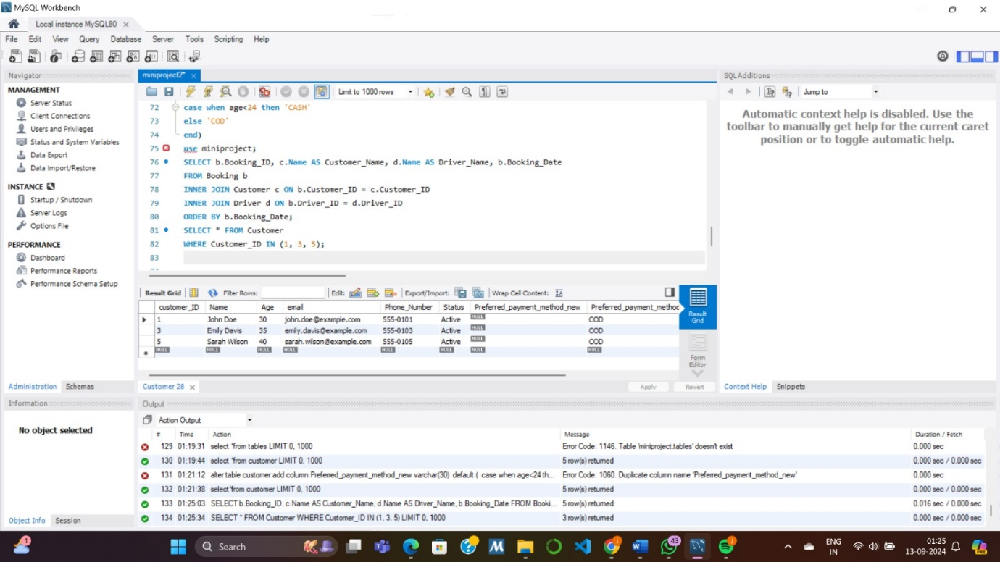 MySQL Workbench
Local instance MySQL80
File Edit View Query Database Server Tools Scripting Help
Navigator
MANAGEMENT
Server Status
Client Connections
Users and Privileges
Status and System Variables
Data Export
Data Import/Restore
INSTANCE
Startup / Shutdown
Server Logs
Options File
PERFORMANCE
Dashboard
Performance Reports
Performance Schema Setup
Administration Schemas
Information
No object selected
Object Info Session
miniproject2*
Limit to 1000 rows
72 case when age<24 then 'CASH'
73 else 'COD'
74 end)
75 use miniproject;
76 SELECT b.Booking_ID, c.Name AS Customer_Name, d.Name AS Driver_Name, b.Booking_Date
77 FROM Booking b
78 INNER JOIN Customer c ON b.Customer_ID = c.Customer_ID
79 INNER JOIN Driver d ON b.Driver_ID = d.Driver_ID
80 ORDER BY b.Booking_Date;
81 SELECT * FROM Customer
82 WHERE Customer_ID IN (1, 3, 5);
83
Result Grid Filter Rows: Edit: Export/Import: Wrap Cell Content:
customer_ID Name Age email Phone_Number Status Preferred_payment_method_new Preferred_payment_method
1 John Doe 30 john.doe@example.com 555-0101 Active NULL COD
3 Emily Davis 35 emily.davis@example.com 555-0103 Active NULL COD
5 Sarah Wilson 40 sarah.wilson@example.com 555-0105 Active NULL COD
NULL NULL NULL NULL NULL NULL NULL NULL
Result Grid
Form Editor
Customer 28
Apply Revert
SQLAdditions
Jump to
Automatic context help is disabled. Use the
toolbar to manually get help for the current caret
position or to toggle automatic help.
Context Help Snippets
Output
Action Output
# Time Action Message Duration / Fetch
129 01:19:31 select *from tables LIMIT 0, 1000 Error Code: 1146. Table 'miniproject.tables' doesn't exist 0.000 sec
130 01:19:44 select *from customer LIMIT 0, 1000 5 row(s) returned 0.000 sec / 0.000 sec
131 01:21:12 alter table customer add column Preferred_payment_method_new varchar(30) default ( case when age<24 th... Error Code: 1060. Duplicate column name 'Preferred_payment_method_new' 0.000 sec
132 01:21:38 select*from customer LIMIT 0, 1000 5 row(s) returned 0.000 sec / 0.000 sec
133 01:25:03 SELECT b.Booking_ID, c.Name AS Customer_Name, d.Name AS Driver_Name, b.Booking_Date FROM Booki... 5 row(s) returned 0.016 sec / 0.000 sec
134 01:25:34 SELECT * FROM Customer WHERE Customer_ID IN (1, 3, 5) LIMIT 0, 1000 3 row(s) returned 0.000 sec / 0.000 sec
1
Search
43
ENG
IN
01:25
13-09-2024
PRE